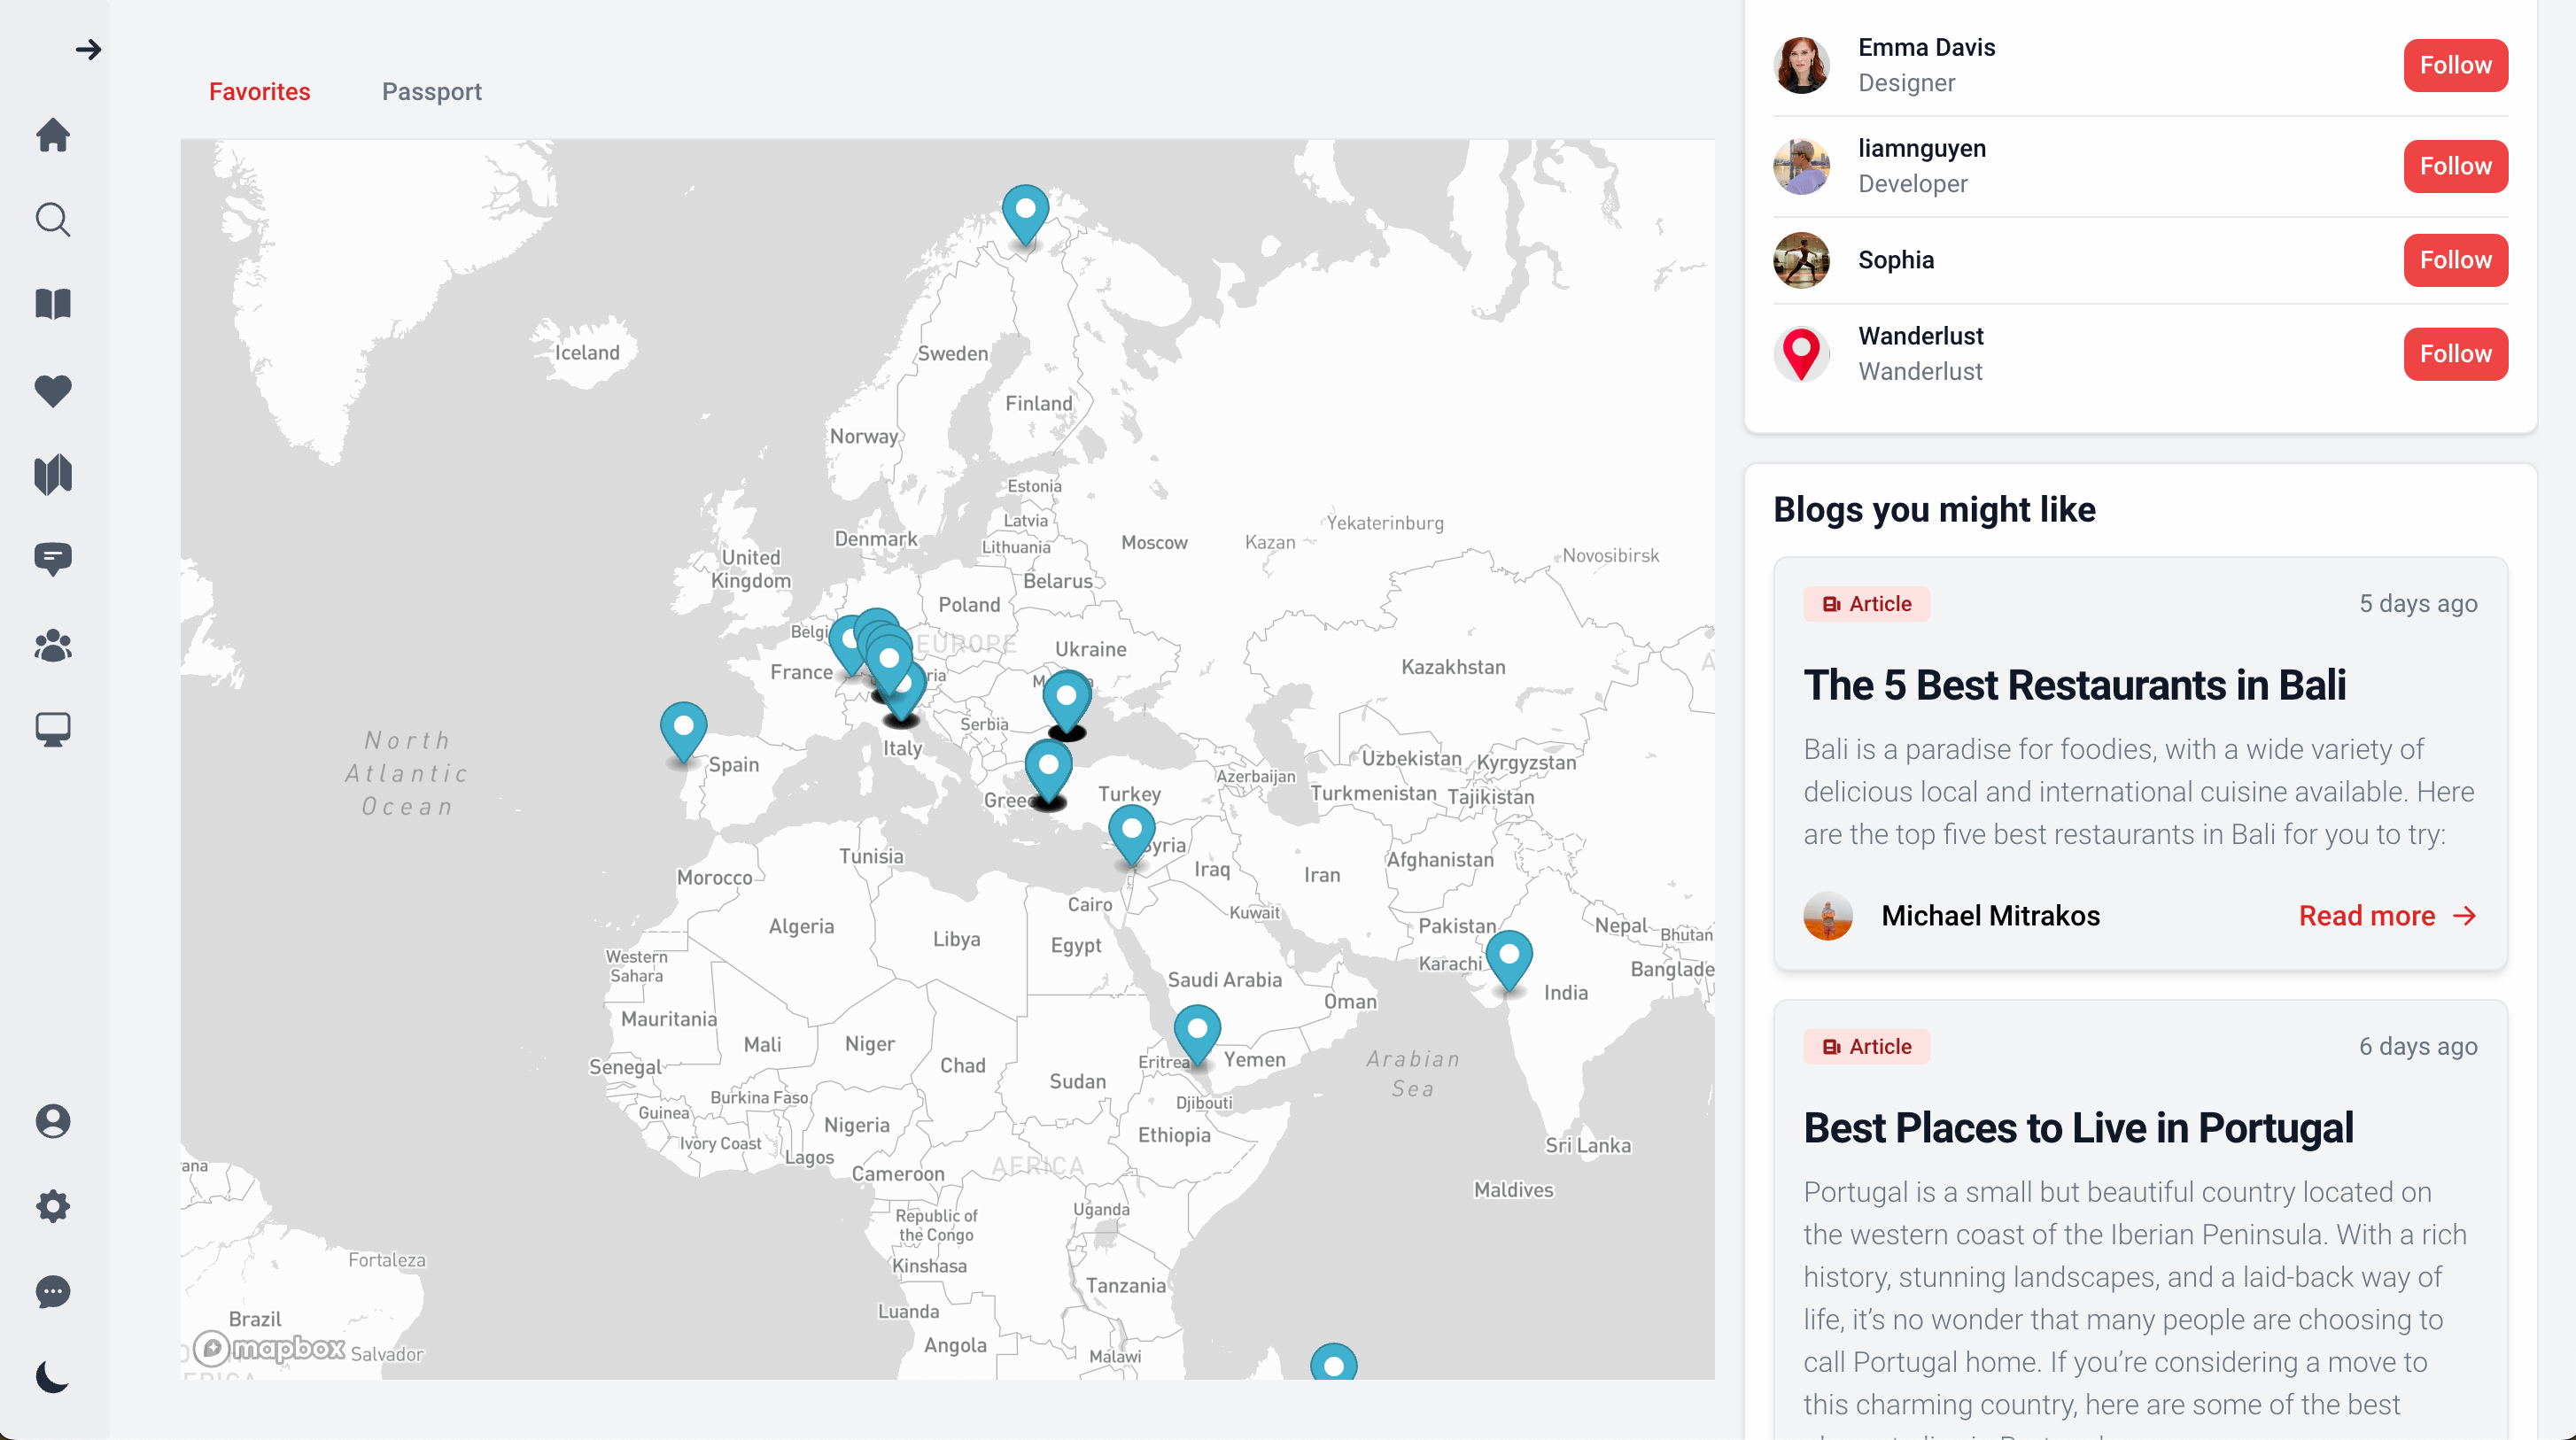 Favorites
Passport
Iceland
Sweden
Finland
Norway
Estonia
Latvia
Denmark
Lithuania
Moscow
Kazan
Yekaterinburg
Novosibirsk
United
Kingdom
Belarus
Poland
Belgi
EUROPE
Ukraine
France
ria
Kazakhstan
Serbia
North
Atlantic
Ocean
Italy
Spain
Uzbekistan
Kyrgyzstan
Azerbaijan
Gree
Turkey
Turkmenistan
Tajikistan
Tunisia
yria
Iraq
Iran
Afghanistan
Morocco
Cairo
Kuwait
Algeria
Libya
Egypt
Pakistan
Nepal
Bhutan
Western
Sahara
Karachi
Banglade
Saudi Arabia
Oman
India
Mauritania
Mali
Niger
Chad
Eritrea
Yemen
Arabian
Sea
Senegal
Sudan
Burkina Faso
Djibouti
Guinea
Nigeria
Ethiopia
Ivory Coast
Lagos
Sri Lanka
ana
Cameroon
AFRICA
Maldives
Uganda
Republic of
the Congo
Fortaleza
Kinshasa
Tanzania
Luanda
Brazil
Angola
mapbox
Salvador
Malawi
Emma Davis
Designer
Follow
liamnguyen
Developer
Follow
Sophia
Follow
Wanderlust
Wanderlust
Follow
Blogs you might like
Article
5 days ago
The 5 Best Restaurants in Bali
Bali is a paradise for foodies, with a wide variety of
delicious local and international cuisine available. Here
are the top five best restaurants in Bali for you to try:
Michael Mitrakos
Read more
Article
6 days ago
Best Places to Live in Portugal
Portugal is a small but beautiful country located on
the western coast of the Iberian Peninsula. With a rich
history, stunning landscapes, and a laid-back way of
life, it’s no wonder that many people are choosing to
call Portugal home. If you’re considering a move to
this charming country, here are some of the best